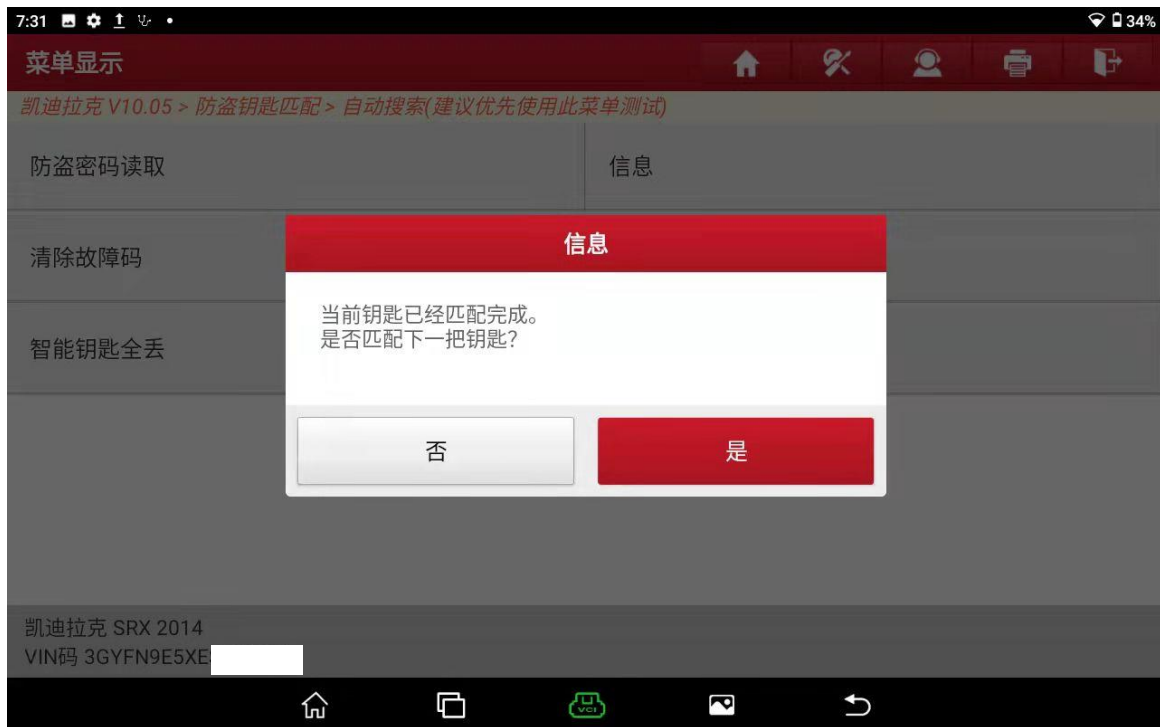 7:31
34%
菜单显示
凯迪拉克 V10.05 > 防盗钥匙匹配 > 自动搜索(建议优先使用此菜单测试)
防盗密码读取
信息
清除故障码
智能钥匙全丢
信息
当前钥匙已经匹配完成。
是否匹配下一把钥匙?
否
是
凯迪拉克 SRX 2014
VIN码 3GYFN9E5XE
VCI